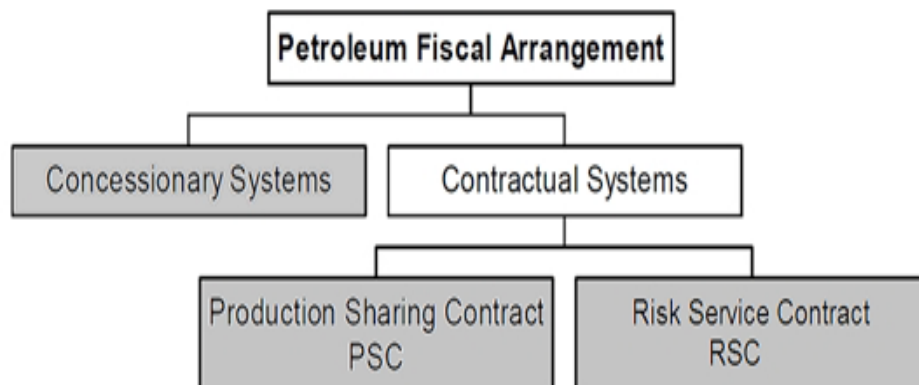 Petroleum Fiscal Arrangement
Concessionary Systems
Contractual Systems
Production Sharing Contract
PSC
Risk Service Contract
RSC